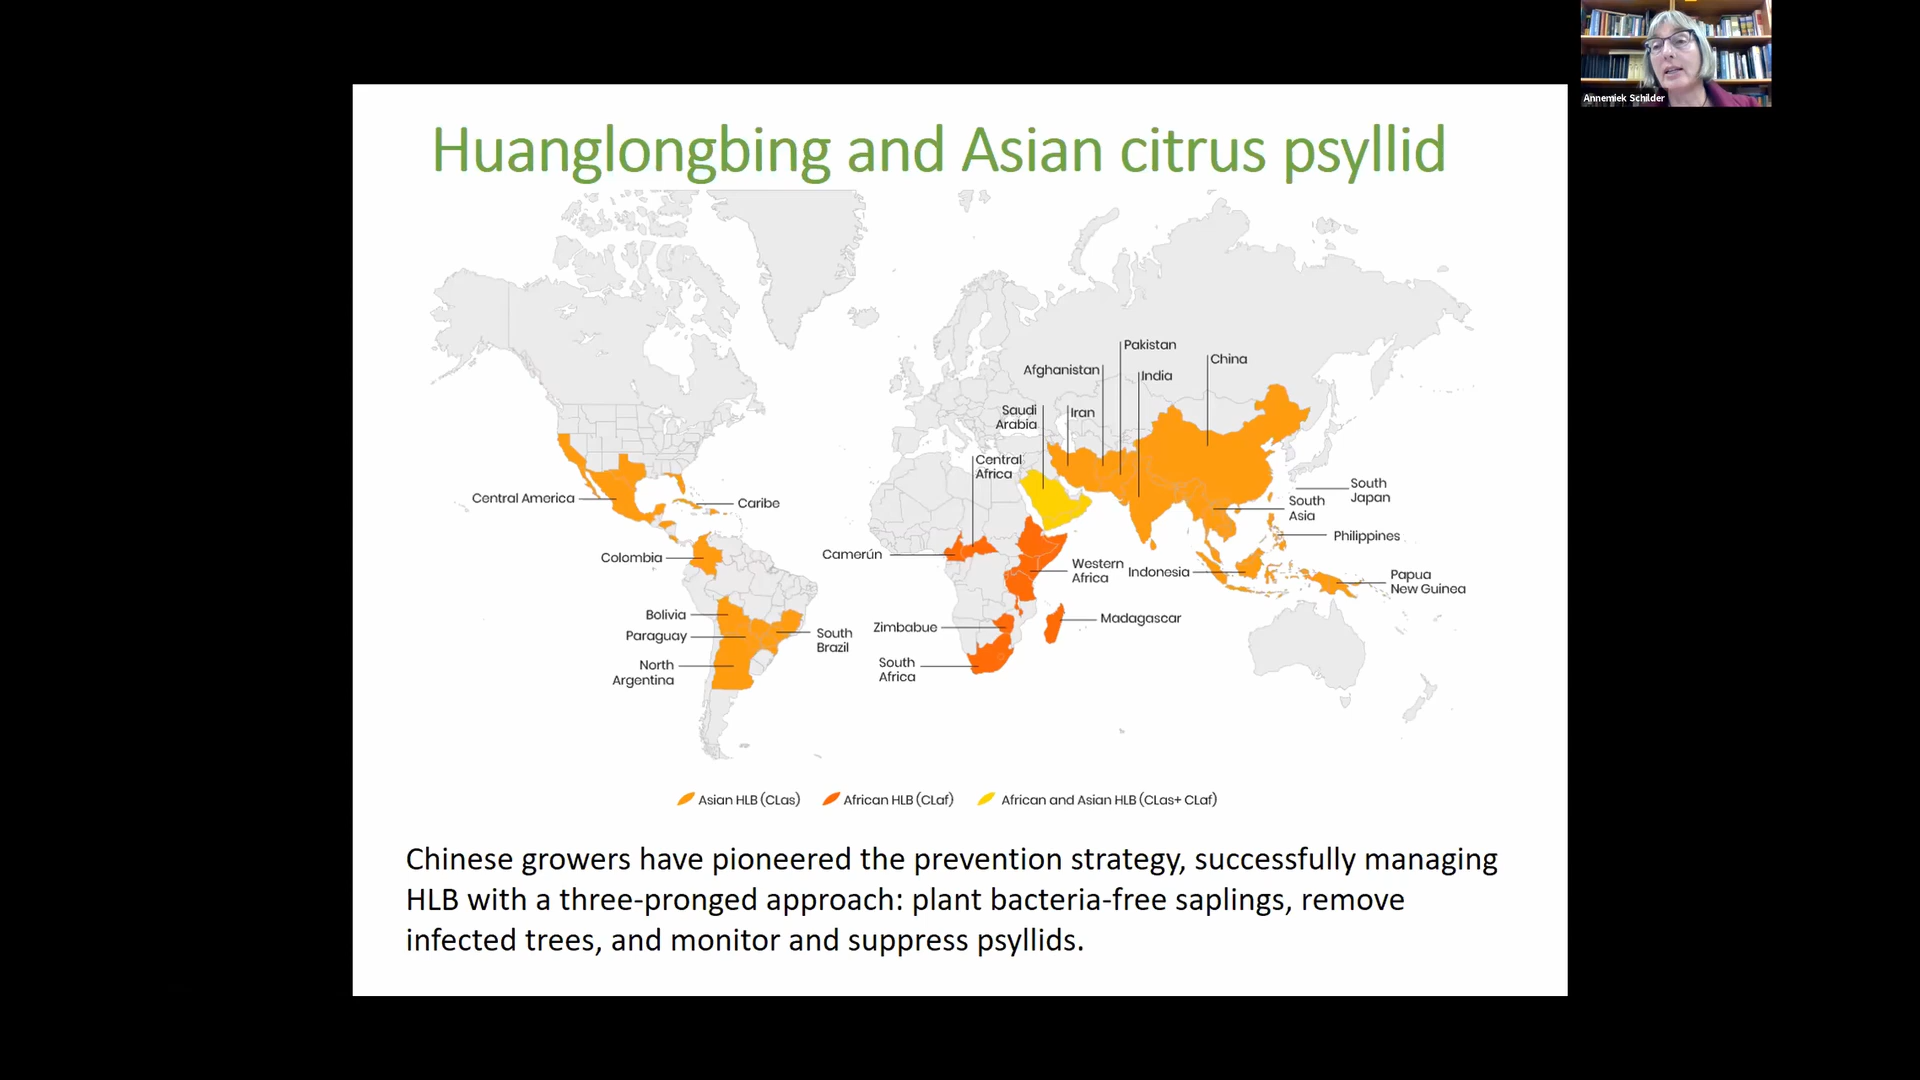 Annemiek Schilder
Huanglongbing and Asian citrus psyllid
Pakistan
China
Afghanistan
India
Saudi
Arabia
Iran
Central
Africa
Central America
Caribe
South
Japan
South
Asia
Philippines
Colombia
Camerún
Western
Africa
Indonesia
Papua
New Guinea
Bolivia
Paraguay
South
Brazil
Zimbabue
Madagascar
North
Argentina
South
Africa
Asian HLB (CLas)
African HLB (CLaf)
African and Asian HLB (CLas+ CLaf)
Chinese growers have pioneered the prevention strategy, successfully managing
HLB with a three-pronged approach: plant bacteria-free saplings, remove
infected trees, and monitor and suppress psyllids.